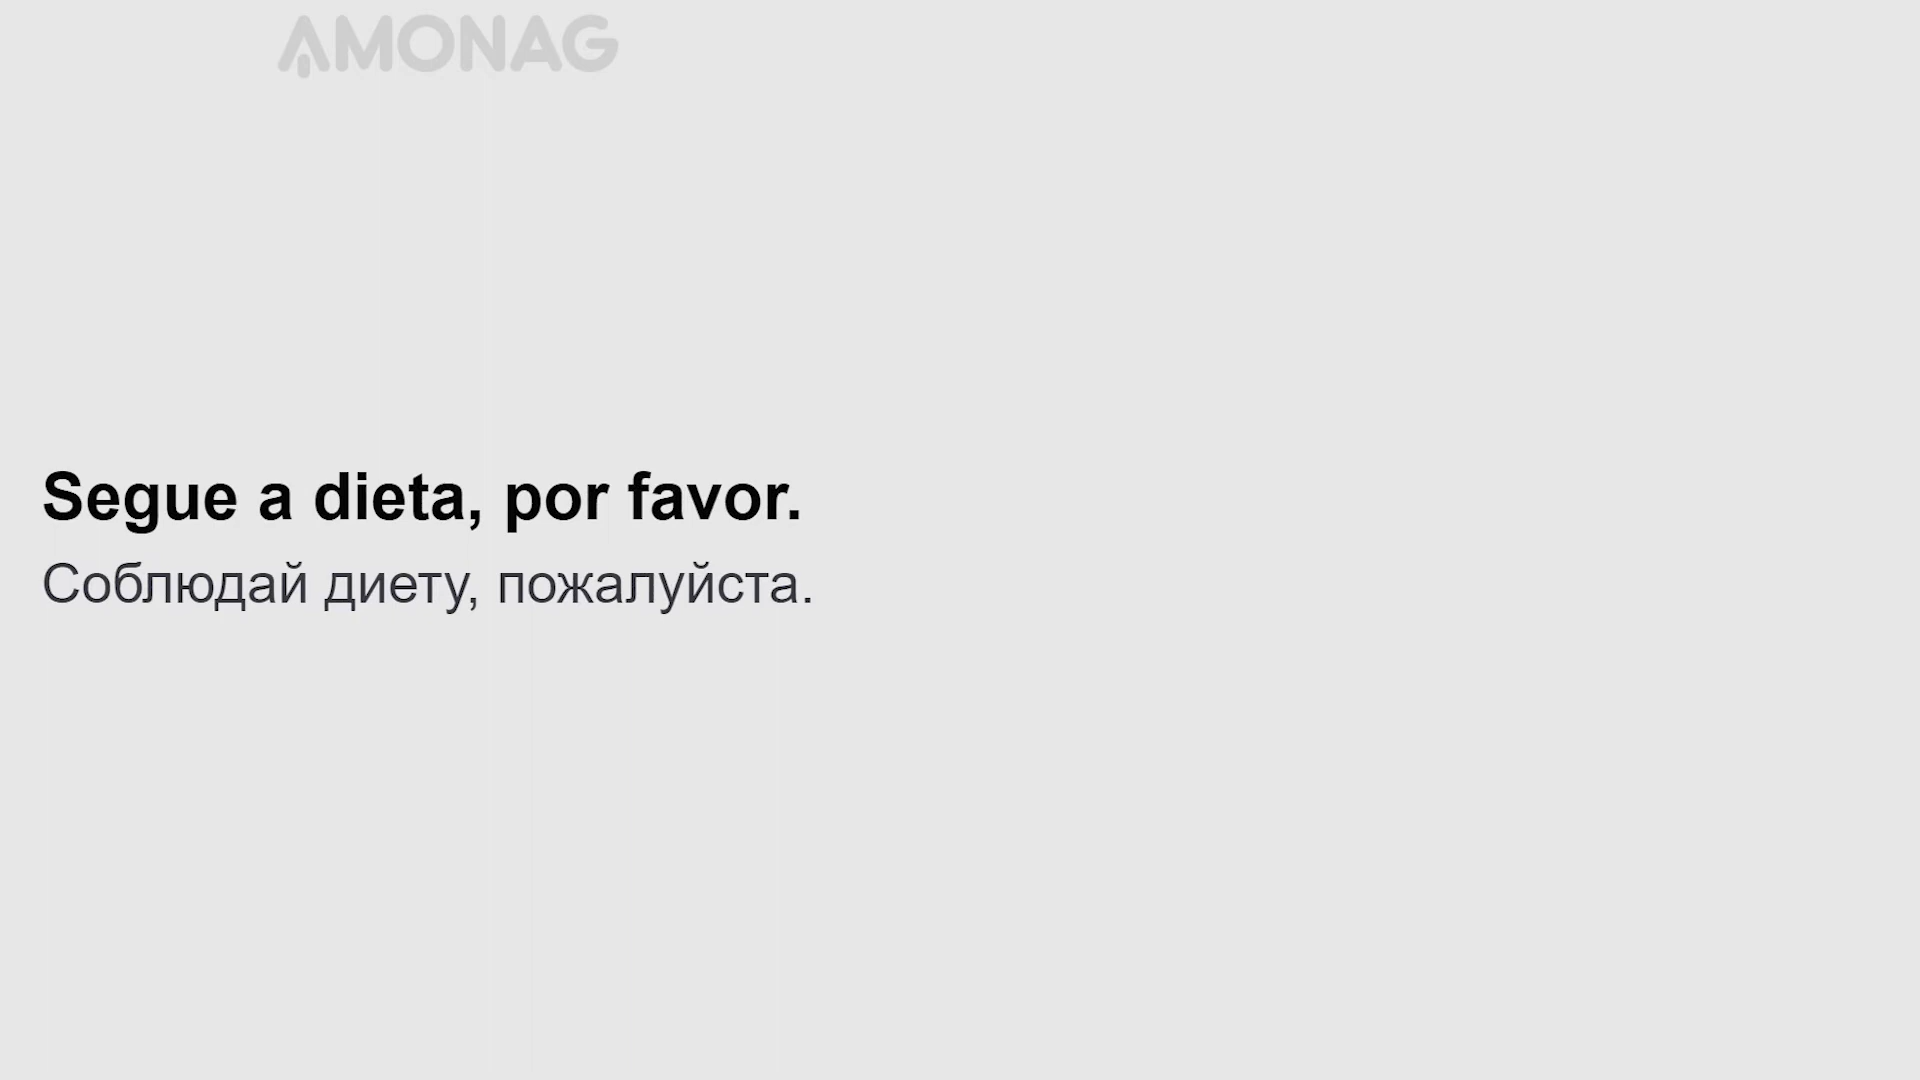 AMONAG
Segue a dieta, por favor.
Соблюдай диету, пожалуйста.